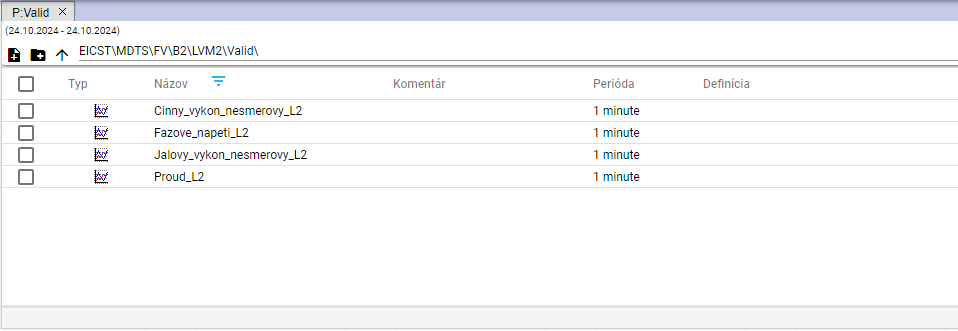 P:Valid
(24.10.2024 - 24.10.2024)
EICST\MDTS\FV\B2\LVM2\Valid\
Typ Názov Komentár Perióda Definícia
Cinny_vykon_nesmerovy_L2 1 minute
Fazove_napeti_L2 1 minute
Jalovy_vykon_nesmerovy_L2 1 minute
Proud_L2 1 minute